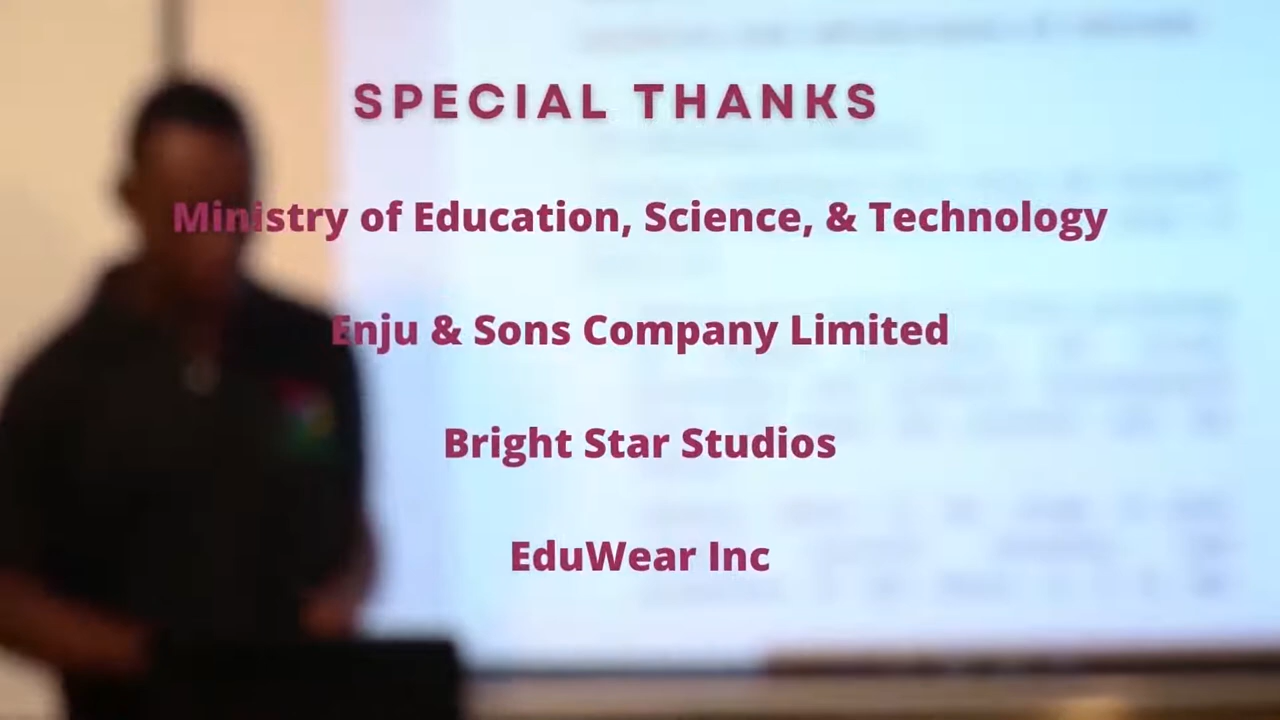 SPECIAL THANKS
Ministry of Education, Science, & Technology
Enju & Sons Company Limited
Bright Star Studios
EduWear Inc